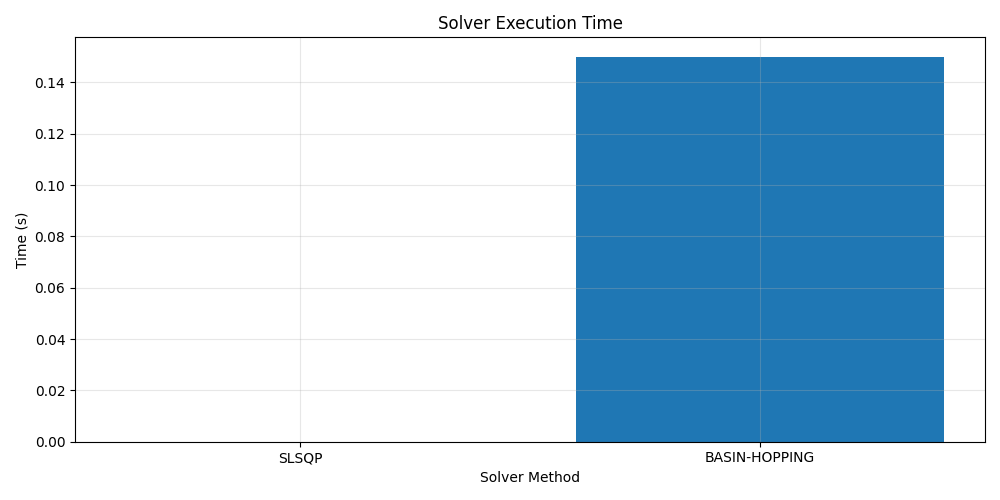 Solver Execution Time
Time (s)
0.14
0.12
0.10
0.08
0.06
0.04
0.02
0.00
SLSQP
BASIN-HOPPING
Solver Method